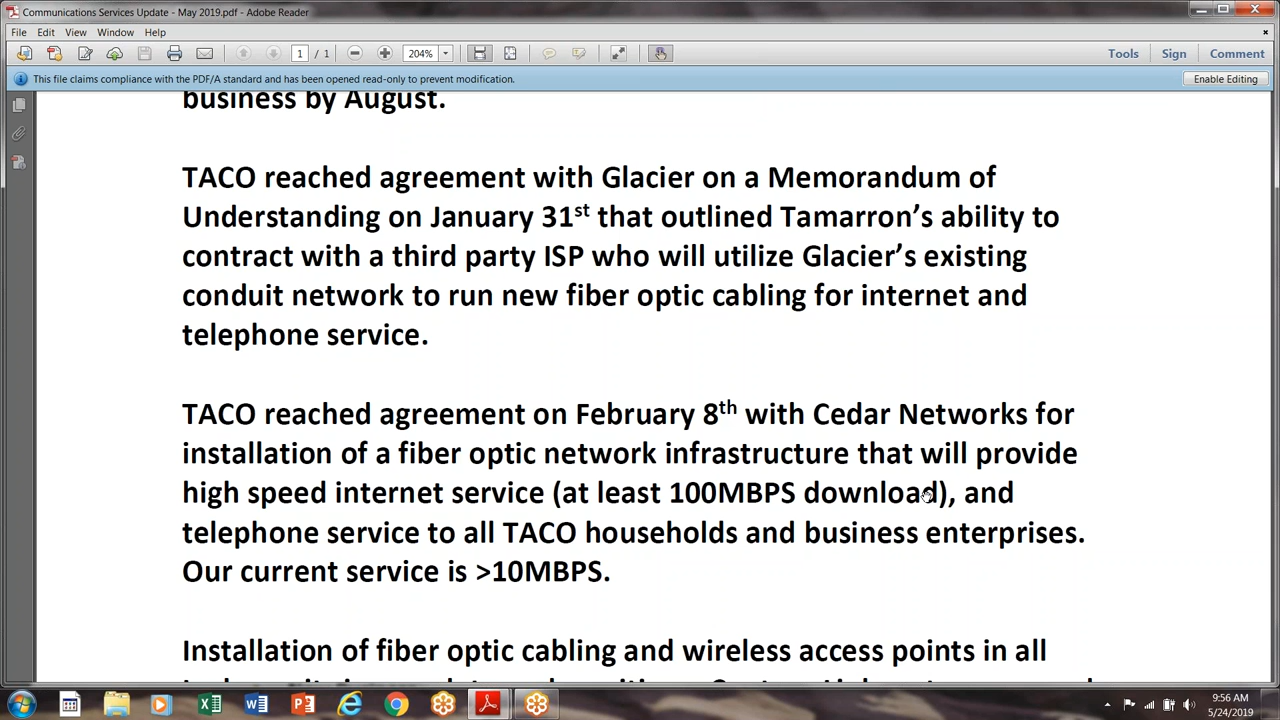 Communications Services Update - May 2019.pdf - Adobe Reader
File Edit View Window Help
1 / 1 204% Tools Sign Comment
This file claims compliance with the PDF/A standard and has been opened read-only to prevent modification. Enable Editing
business by August.
TACO reached agreement with Glacier on a Memorandum of
Understanding on January 31st that outlined Tamarron's ability to
contract with a third party ISP who will utilize Glacier's existing
conduit network to run new fiber optic cabling for internet and
telephone service.
TACO reached agreement on February 8th with Cedar Networks for
installation of a fiber optic network infrastructure that will provide
high speed internet service (at least 100MBPS download), and
telephone service to all TACO households and business enterprises.
Our current service is >10MBPS.
Installation of fiber optic cabling and wireless access points in all
9:56 AM
5/24/2019